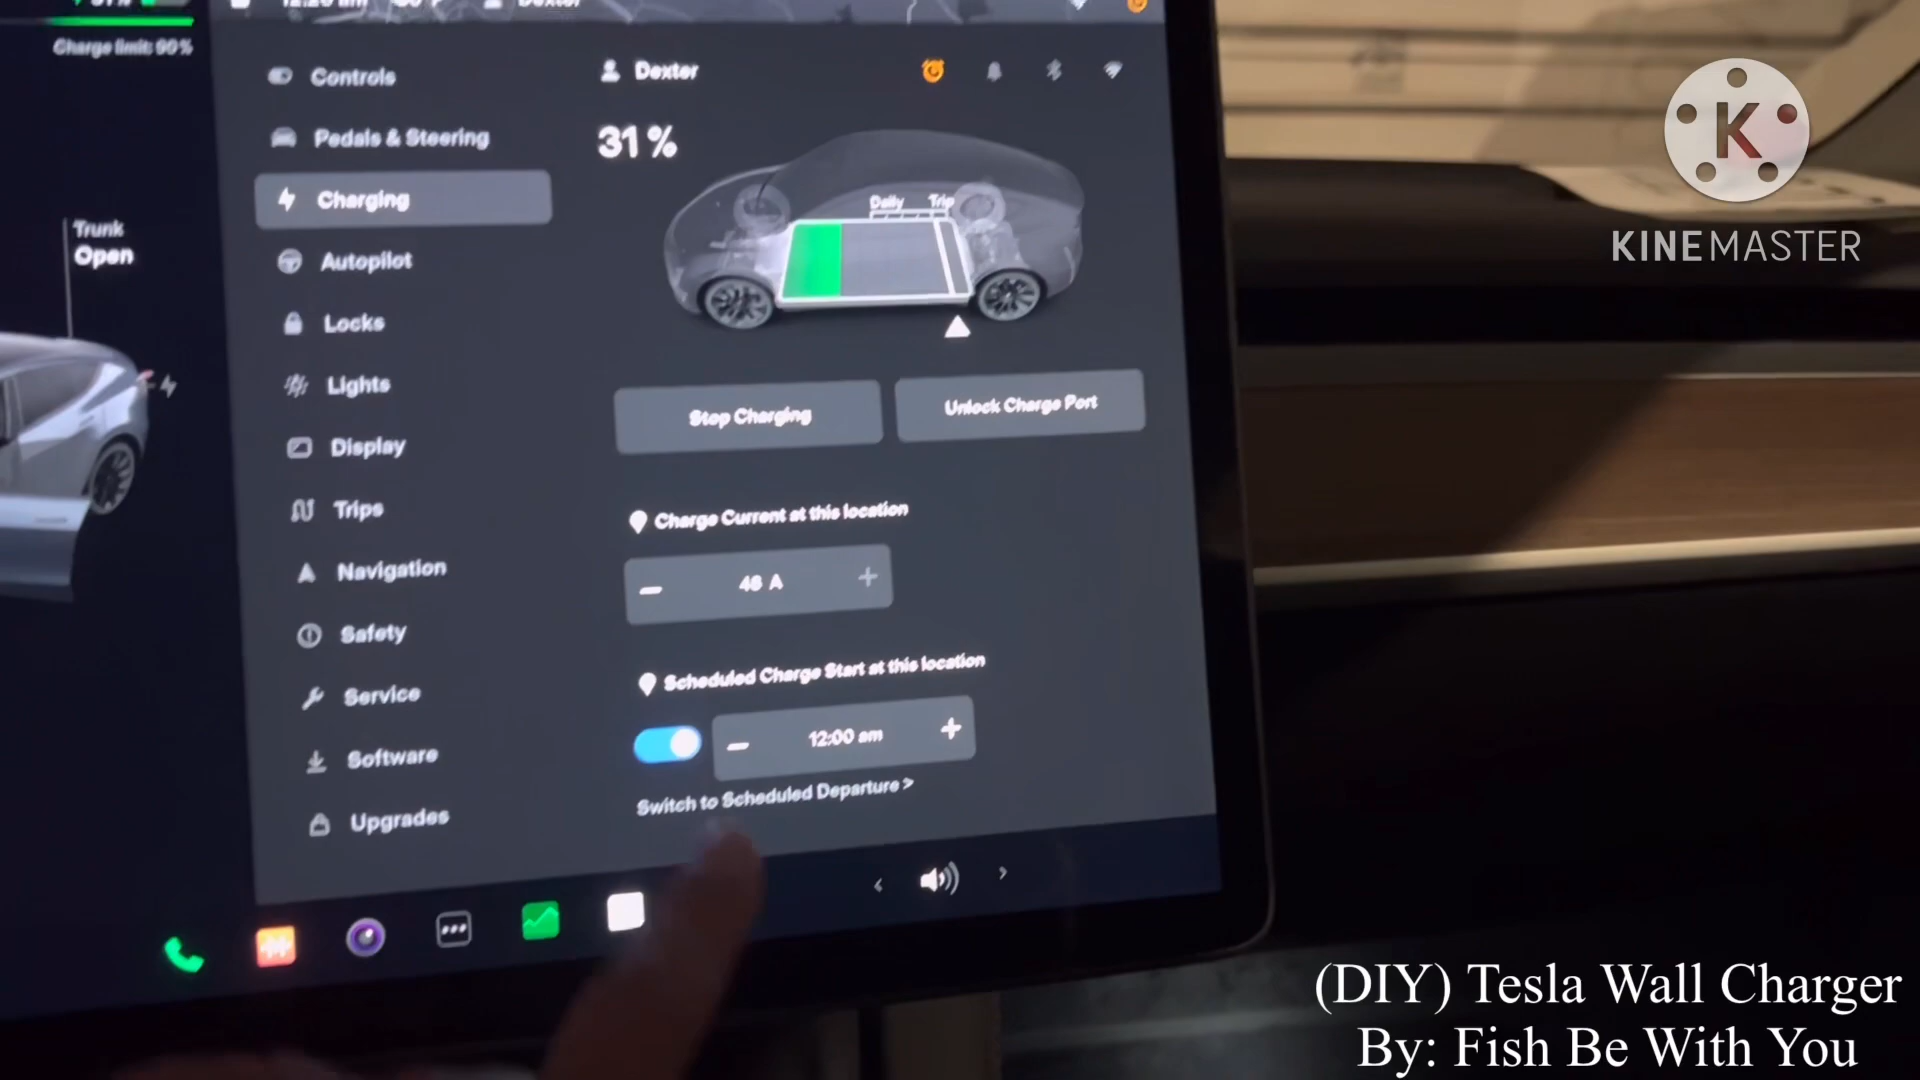 Charge limit: 90%
Trunk
Open
Controls
Pedals & Steering
Charging
Autopilot
Locks
Lights
Display
Trips
Navigation
Safety
Service
Software
Upgrades
Dexter
31 %
Daily Trip
Stop Charging
Unlock Charge Port
Charge Current at this location
48 A
Scheduled Charge Start at this location
12:00 am
Switch to Scheduled Departure >
K
KINEMASTER
(DIY) Tesla Wall Charger
By: Fish Be With You